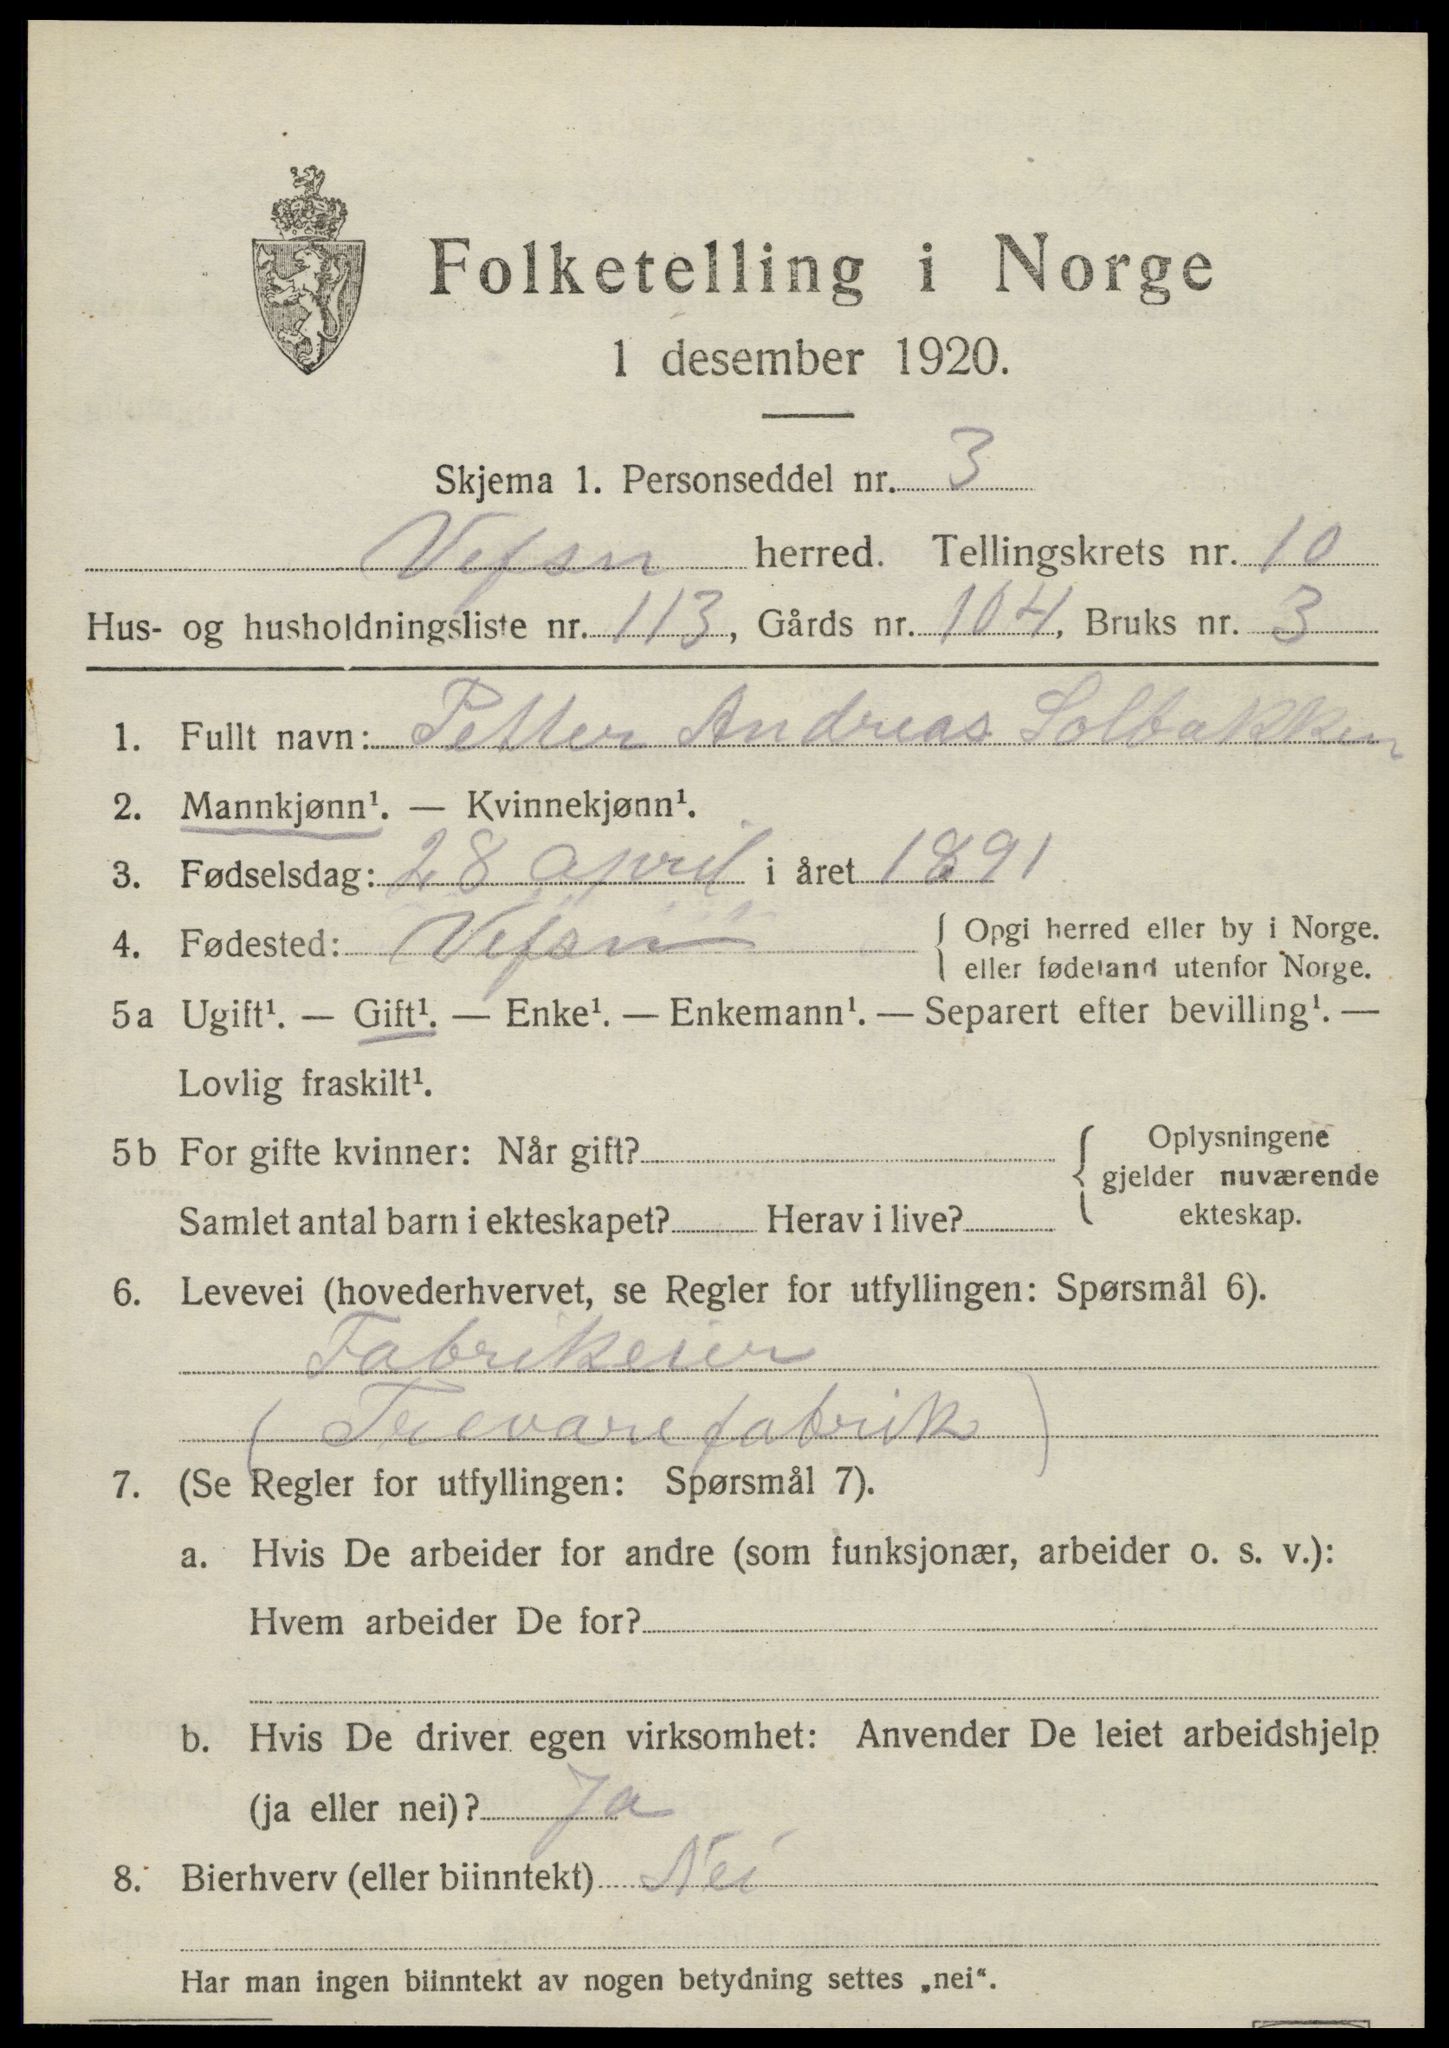 Folketelling i Norge
1 desember 1920.
Skjema 1. Personseddel nr. 3
Vefsn herred. Tellingskrets nr. 10
Hus- og husholdningsliste nr. 113, Gårds nr. 104, Bruks nr. 3
1. Fullt navn: Petter Andreas Solbakken
2. Mannkjønn¹. — Kvinnekjønn¹.
3. Fødselsdag: 28 april i året 1891
4. Fødested: Vefsn { Opgi herred eller by i Norge.
eller fødeland utenfor Norge.
5a Ugift¹. — Gift¹. — Enke¹. — Enkemann¹. — Separert efter bevilling¹. —
Lovlig fraskilt¹.
5b For gifte kvinner: Når gift? { Oplysningene
gjelder nuværende
ekteskap.
Samlet antal barn i ekteskapet? Herav i live?
6. Levevei (hovederhvervet, se Regler for utfyllingen: Spørsmål 6).
Fabrikeier
(Trevarefabrik)
7. (Se Regler for utfyllingen: Spørsmål 7).
a. Hvis De arbeider for andre (som funksjonær, arbeider o. s. v.):
Hvem arbeider De for?
b. Hvis De driver egen virksomhet: Anvender De leiet arbeidshjelp
(ja eller nei)? Ja
8. Bierhverv (eller biinntekt) Nei
Har man ingen biinntekt av nogen betydning settes „nei“.